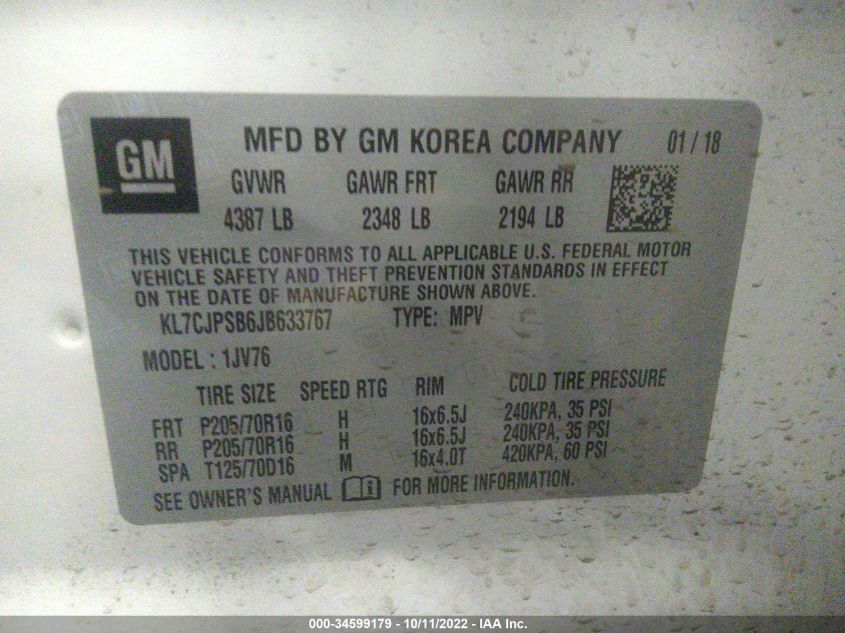 GM
MFD BY GM KOREA COMPANY 01 / 18
GVWR GAWR FRT GAWR RR
4387 LB 2348 LB 2194 LB
THIS VEHICLE CONFORMS TO ALL APPLICABLE U.S. FEDERAL MOTOR
VEHICLE SAFETY AND THEFT PREVENTION STANDARDS IN EFFECT
ON THE DATE OF MANUFACTURE SHOWN ABOVE.
KL7CJPSB6JB633767 TYPE: MPV
MODEL : 1JV76
TIRE SIZE SPEED RTG RIM COLD TIRE PRESSURE
FRT P205/70R16 H 16x6.5J 240KPA, 35 PSI
RR P205/70R16 H 16x6.5J 240KPA, 35 PSI
SPA T125/70D16 M 16x4.0T 420KPA, 60 PSI
SEE OWNER'S MANUAL FOR MORE INFORMATION.
000-34599179 - 10/11/2022 - IAA Inc.